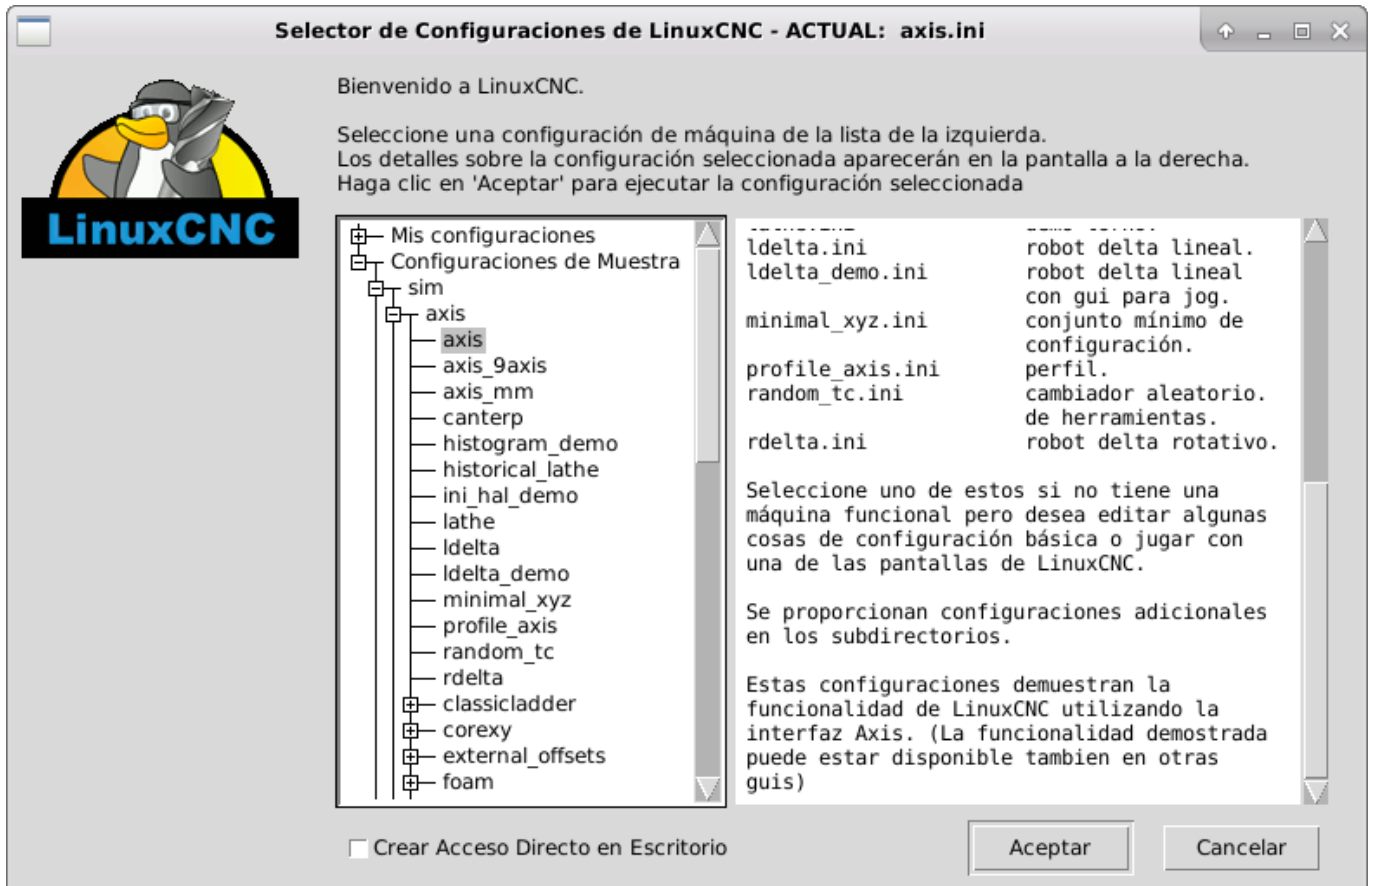 Selector de Configuraciones de LinuxCNC - ACTUAL: axis.ini
LinuxCNC
Bienvenido a LinuxCNC.
Seleccione una configuración de máquina de la lista de la izquierda.
Los detalles sobre la configuración seleccionada aparecerán en la pantalla a la derecha.
Haga clic en 'Aceptar' para ejecutar la configuración seleccionada
Mis configuraciones
Configuraciones de Muestra
sim
axis
axis
axis_9axis
axis_mm
canterp
histogram_demo
historical_lathe
ini_hal_demo
lathe
ldelta
ldelta_demo
minimal_xyz
profile_axis
random_tc
rdelta
classicladder
corexy
external_offsets
foam
ldelta.ini robot delta lineal.
ldelta_demo.ini robot delta lineal
con gui para jog.
minimal_xyz.ini conjunto mínimo de
configuración.
profile_axis.ini perfil.
random_tc.ini cambiador aleatorio.
de herramientas.
rdelta.ini robot delta rotativo.
Seleccione uno de estos si no tiene una
máquina funcional pero desea editar algunas
cosas de configuración básica o jugar con
una de las pantallas de LinuxCNC.
Se proporcionan configuraciones adicionales
en los subdirectorios.
Estas configuraciones demuestran la
funcionalidad de LinuxCNC utilizando la
interfaz Axis. (La funcionalidad demostrada
puede estar disponible tambien en otras
guis)
Crear Acceso Directo en Escritorio
Aceptar
Cancelar